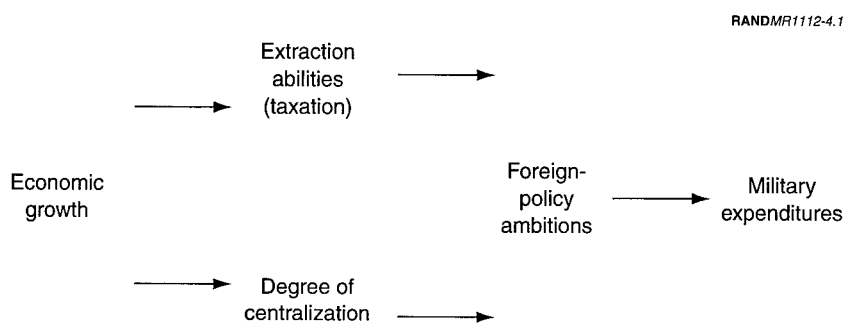 RANDMR1112-4.1
Extraction
abilities
(taxation)
Economic
growth
Foreign-
policy
ambitions
Military
expenditures
Degree of
centralization